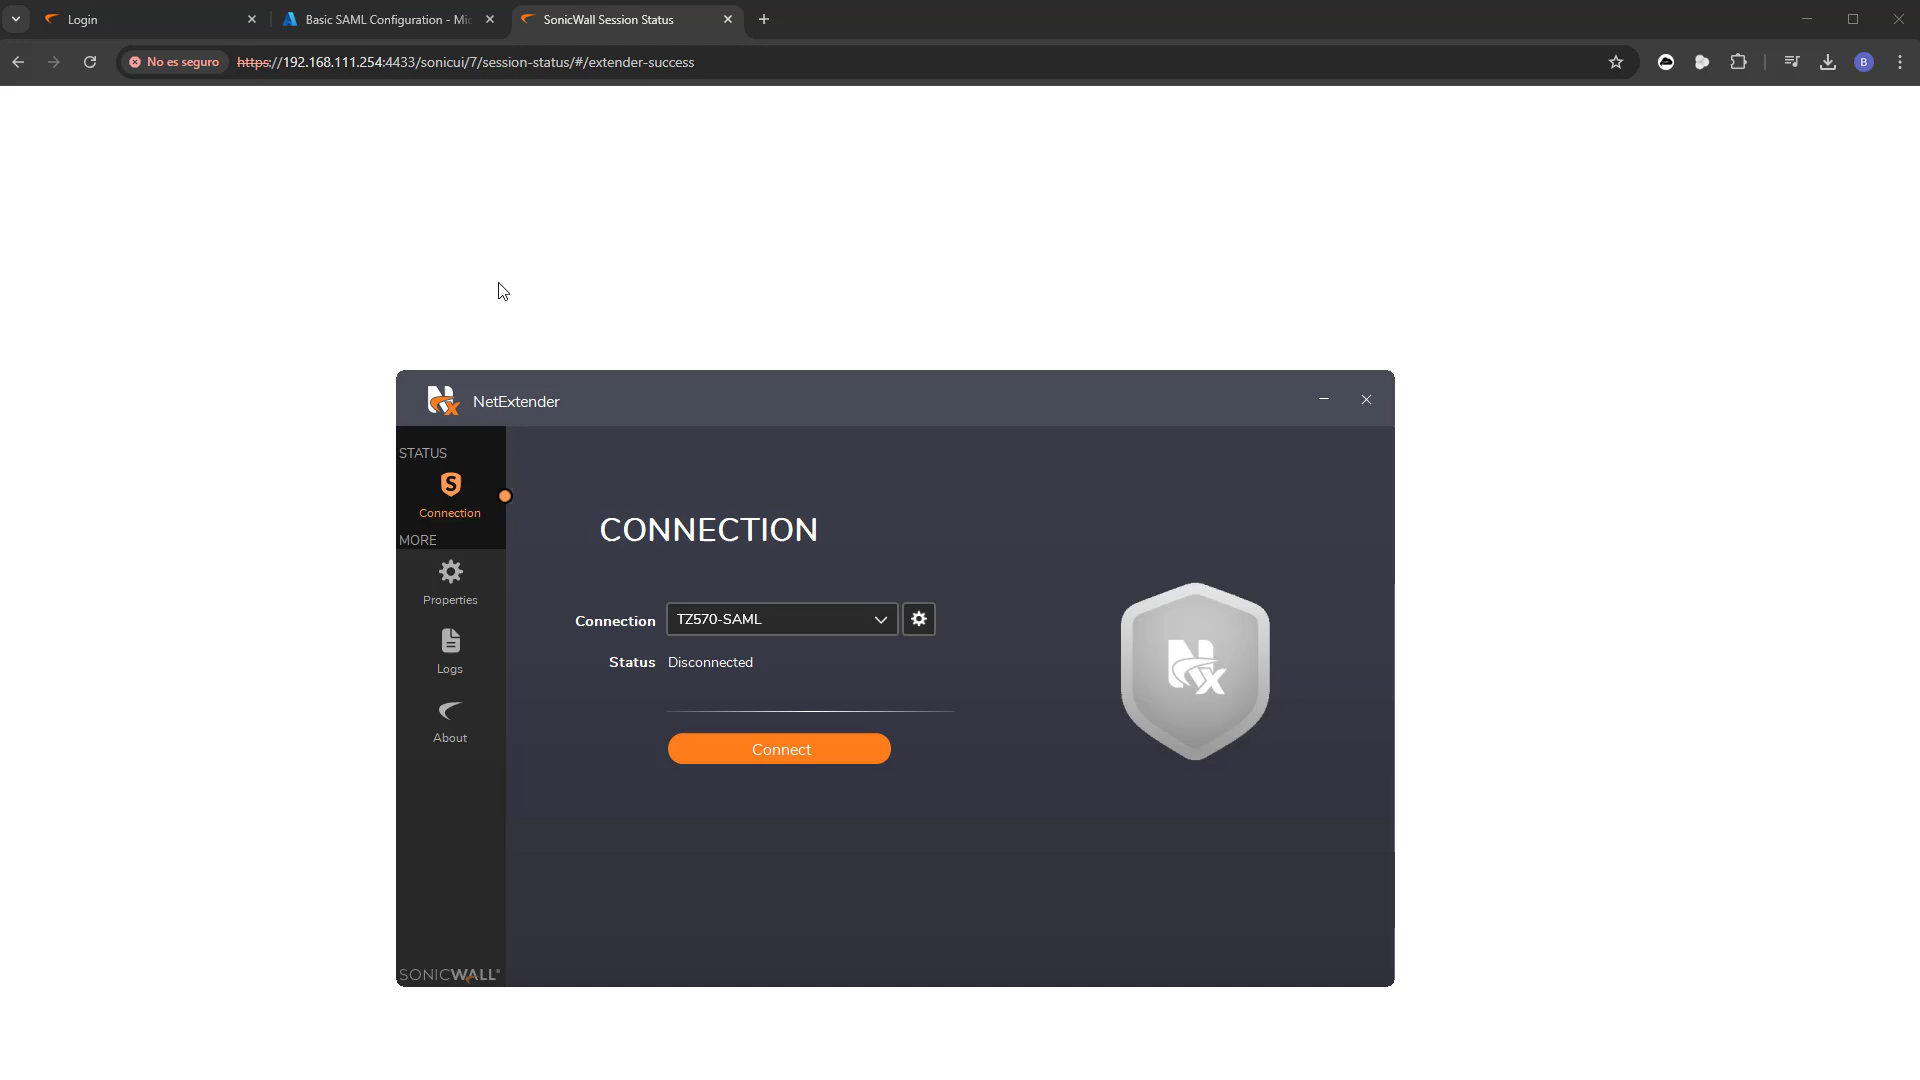 Login
Basic SAML Configuration - Mic
SonicWall Session Status
No es seguro
https://192.168.111.254:4433/sonicui/7/session-status/#/extender-success
B
NetExtender
STATUS
Connection
MORE
Properties
Logs
About
SONICWALL®
CONNECTION
Connection TZ570-SAML
Status Disconnected
Connect